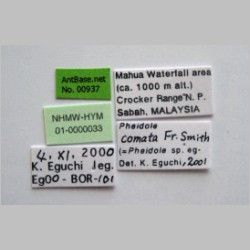 AntBase.net
No. 00937
NHMW-HYM
01-0000033
4. XI. 2000
K. Eguchi leg.
Eg00-BOR-101
Mahua Waterfall area
(ca. 1000 m alt.)
Crocker Range N. P.
Sabah, MALAYSIA
Pheidole
comata Fr. Smith
(=Pheidole sp. eg-
Det. K. Eguchi, 2001